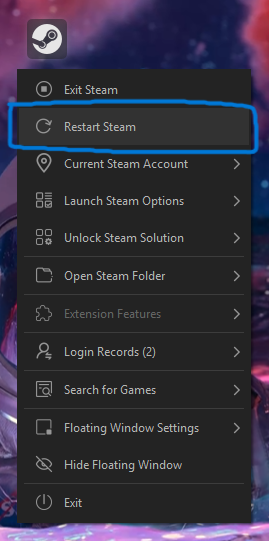 Exit Steam
Restart Steam
Current Steam Account
Launch Steam Options
Unlock Steam Solution
Open Steam Folder
Extension Features
Login Records (2)
Search for Games
Floating Window Settings
Hide Floating Window
Exit